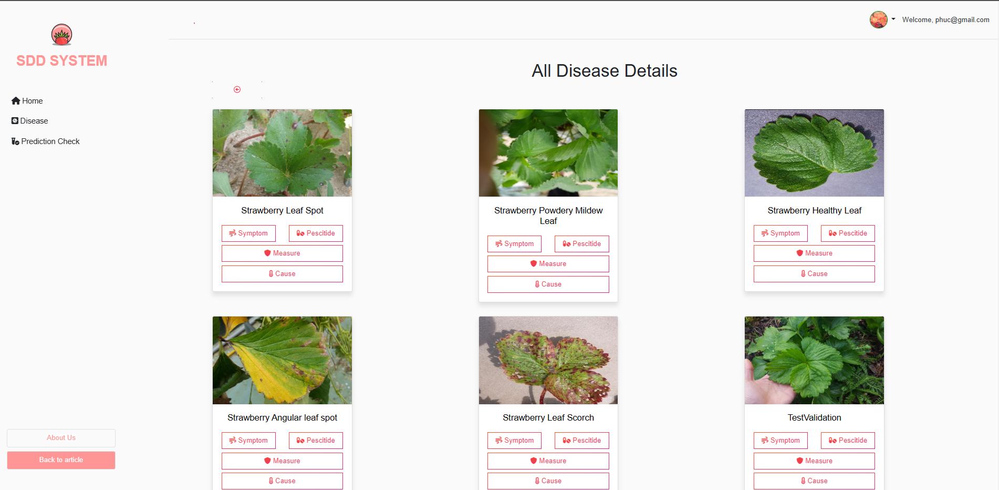 SDD SYSTEM
Home
Disease
Prediction Check
About Us
Back to article
Welcome, phuc@gmail.com
All Disease Details
Strawberry Leaf Spot
Symptom
Pescitide
Measure
Cause
Strawberry Powdery Mildew
Leaf
Symptom
Pescitide
Measure
Cause
Strawberry Healthy Leaf
Symptom
Pescitide
Measure
Cause
Strawberry Angular leaf spot
Symptom
Pescitide
Measure
Cause
Strawberry Leaf Scorch
Symptom
Pescitide
Measure
Cause
TestValidation
Symptom
Pescitide
Measure
Cause